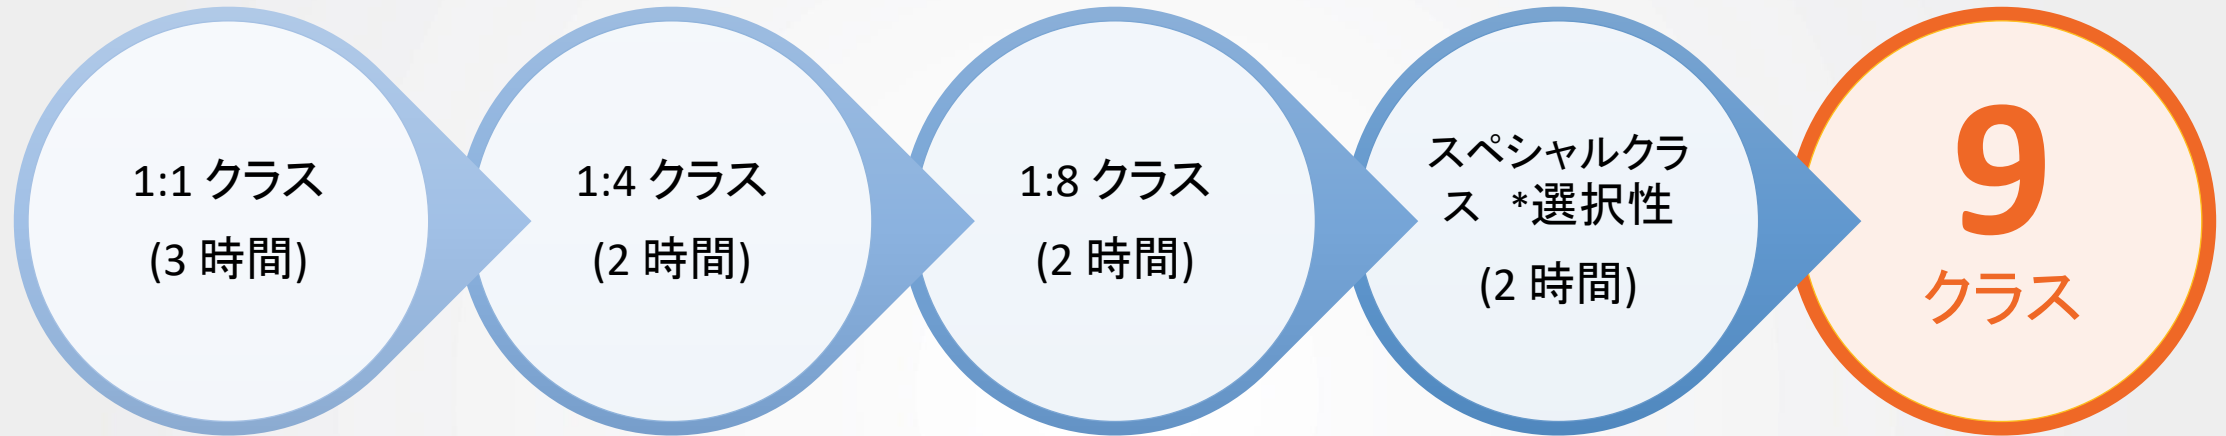 1:1 クラス
(3 時間)
1:4 クラス
(2 時間)
1:8 クラス
(2 時間)
スペシャルクラ
ス *選択性
(2 時間)
9
クラス